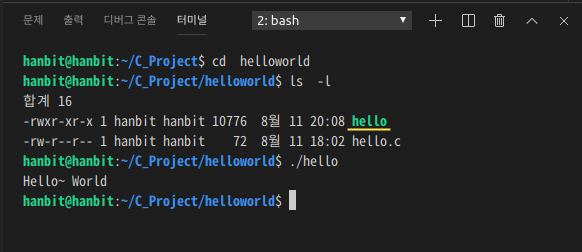 문제 출력 디버그 콘솔 터미널 2: bash
hanbit@hanbit:~/C_Project$ cd  helloworld
hanbit@hanbit:~/C_Project/helloworld$ ls  -l
합계 16
-rwxr-xr-x 1 hanbit hanbit 10776  8월 11 20:08 hello
-rw-r--r-- 1 hanbit hanbit    72  8월 11 18:02 hello.c
hanbit@hanbit:~/C_Project/helloworld$ ./hello
Hello~ World
hanbit@hanbit:~/C_Project/helloworld$